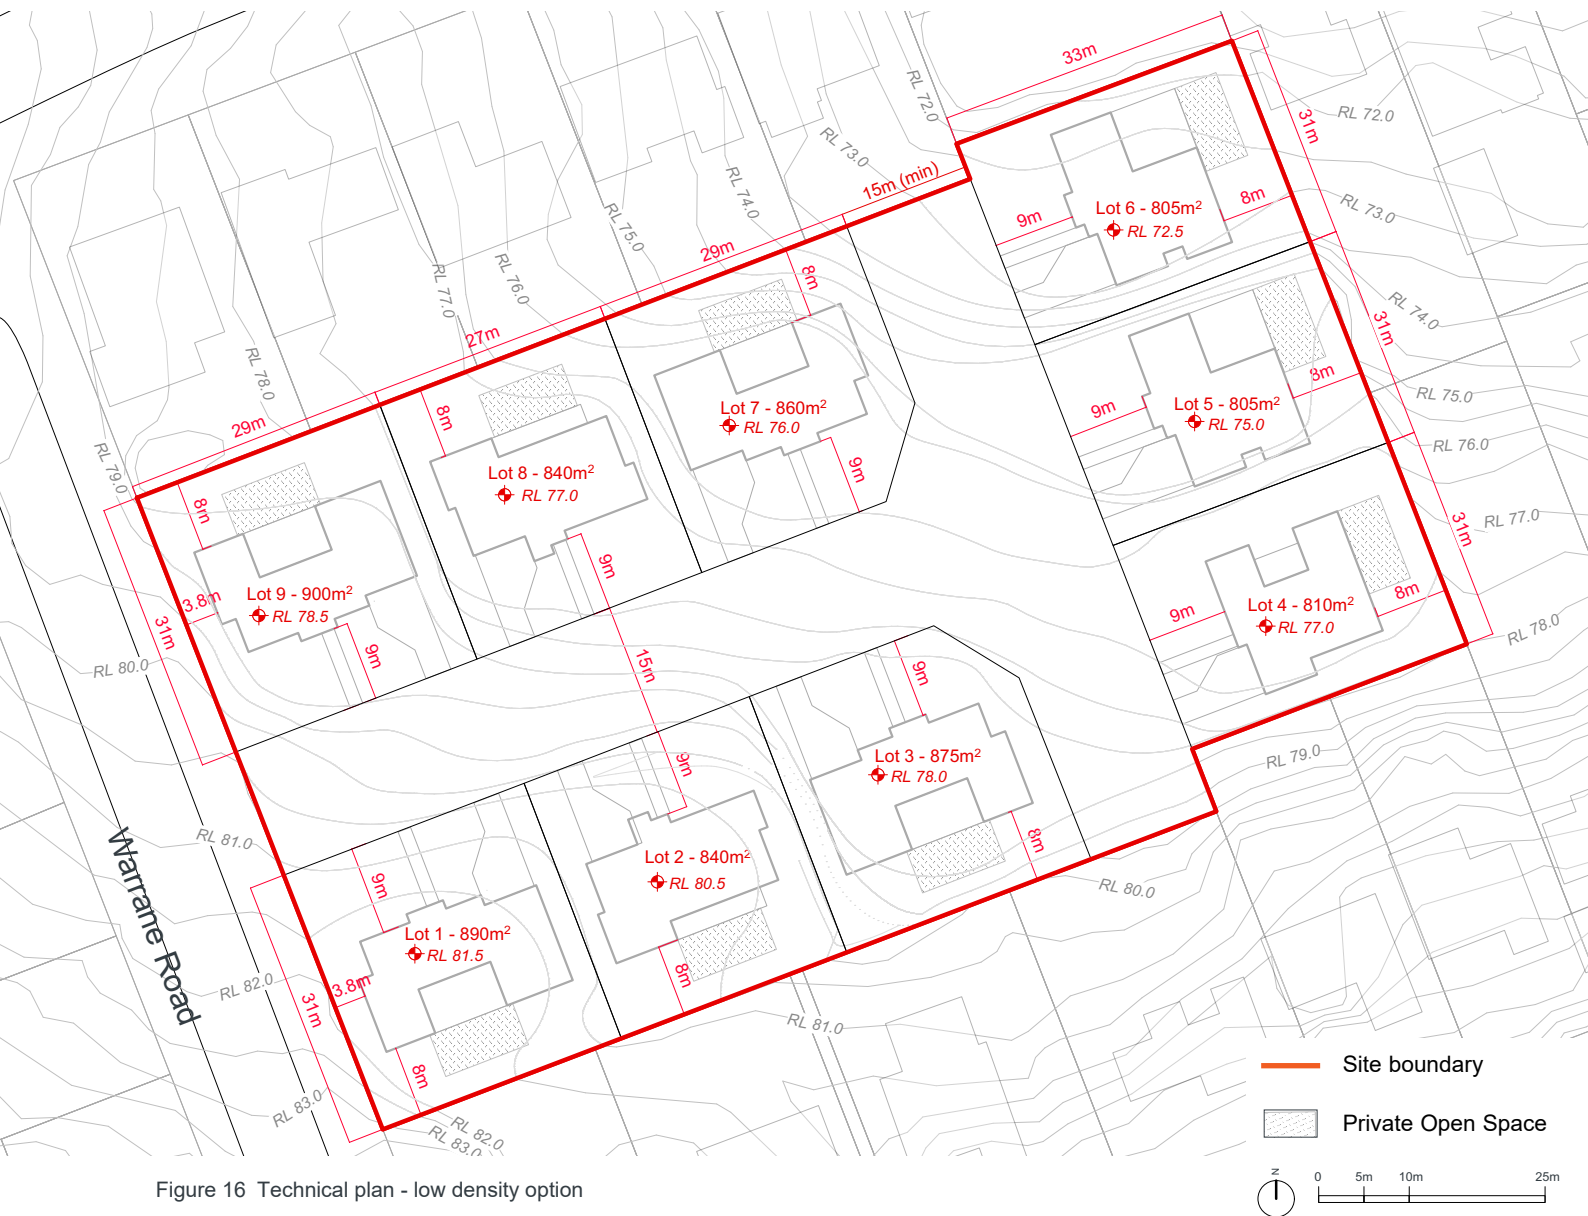 33m
RL 72.0
RL 72.0
31m
RL 73.0
15m (min)
RL 74.0
8m
Lot 6 - 805m²
RL 72.5
9m
RL 73.0
RL 75.0
29m
8m
RL 76.0
RL 77.0
27m
RL 74.0
31m
RL 78.0
8m
Lot 7 - 860m²
RL 76.0
9m
Lot 5 - 805m²
RL 75.0
8m
RL 75.0
29m
8m
RL 76.0
RL 79.0
Lot 8 - 840m²
RL 77.0
9m
8m
31m
RL 77.0
9m
Lot 9 - 900m²
RL 78.5
3.8m
31m
9m
Lot 4 - 810m²
RL 77.0
8m
9m
RL 78.0
RL 80.0
15m
9m
RL 79.0
9m
Lot 3 - 875m²
RL 78.0
RL 81.0
Warrane Road
Lot 2 - 840m²
RL 80.5
8m
9m
RL 80.0
Lot 1 - 890m²
RL 81.5
3.8m
8m
RL 82.0
31m
RL 81.0
8m
RL 83.0
RL 82.0
RL 83.0
Site boundary
Private Open Space
N
0 5m 10m 25m
Figure 16 Technical plan - low density option